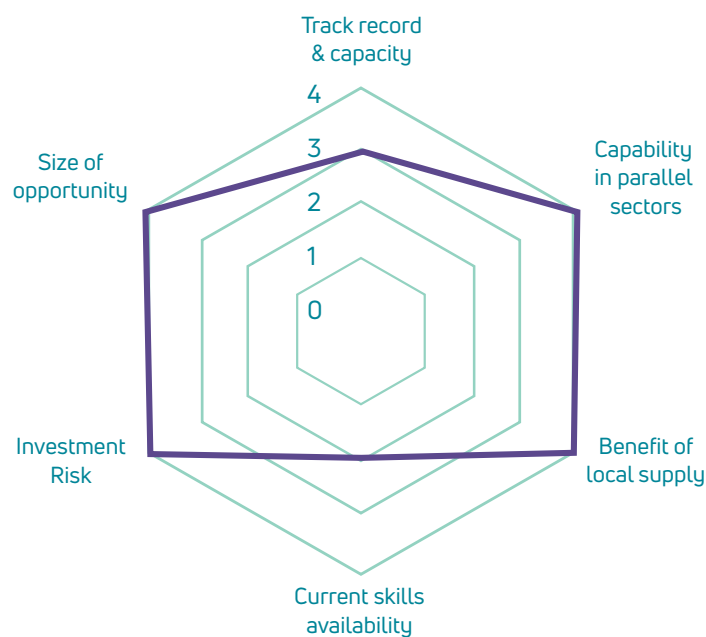 Track record
& capacity
4
3
2
1
0
Size of
opportunity
Capability
in parallel
sectors
Investment
Risk
Benefit of
local supply
Current skills
availability